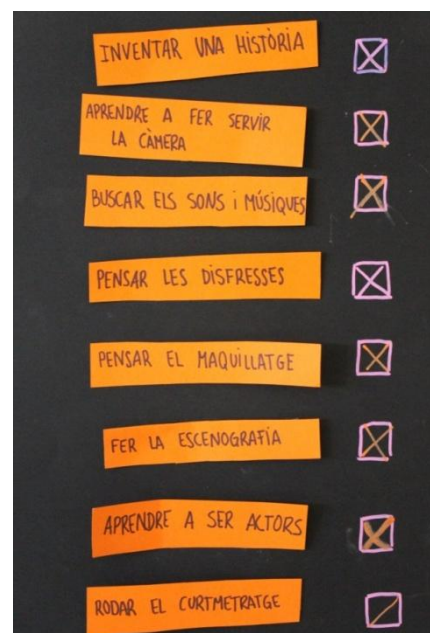 INVENTAR UNA HISTÒRIA
APRENDRE A FER SERVIR
LA CÀMERA
BUSCAR ELS SONS i MÚSIQUES
PENSAR LES DISFRESSES
PENSAR EL MAQUILLATGE
FER LA ESCENOGRAFÍA
APRENDRE A SER ACTORS
RODAR EL CURTMETRATGE